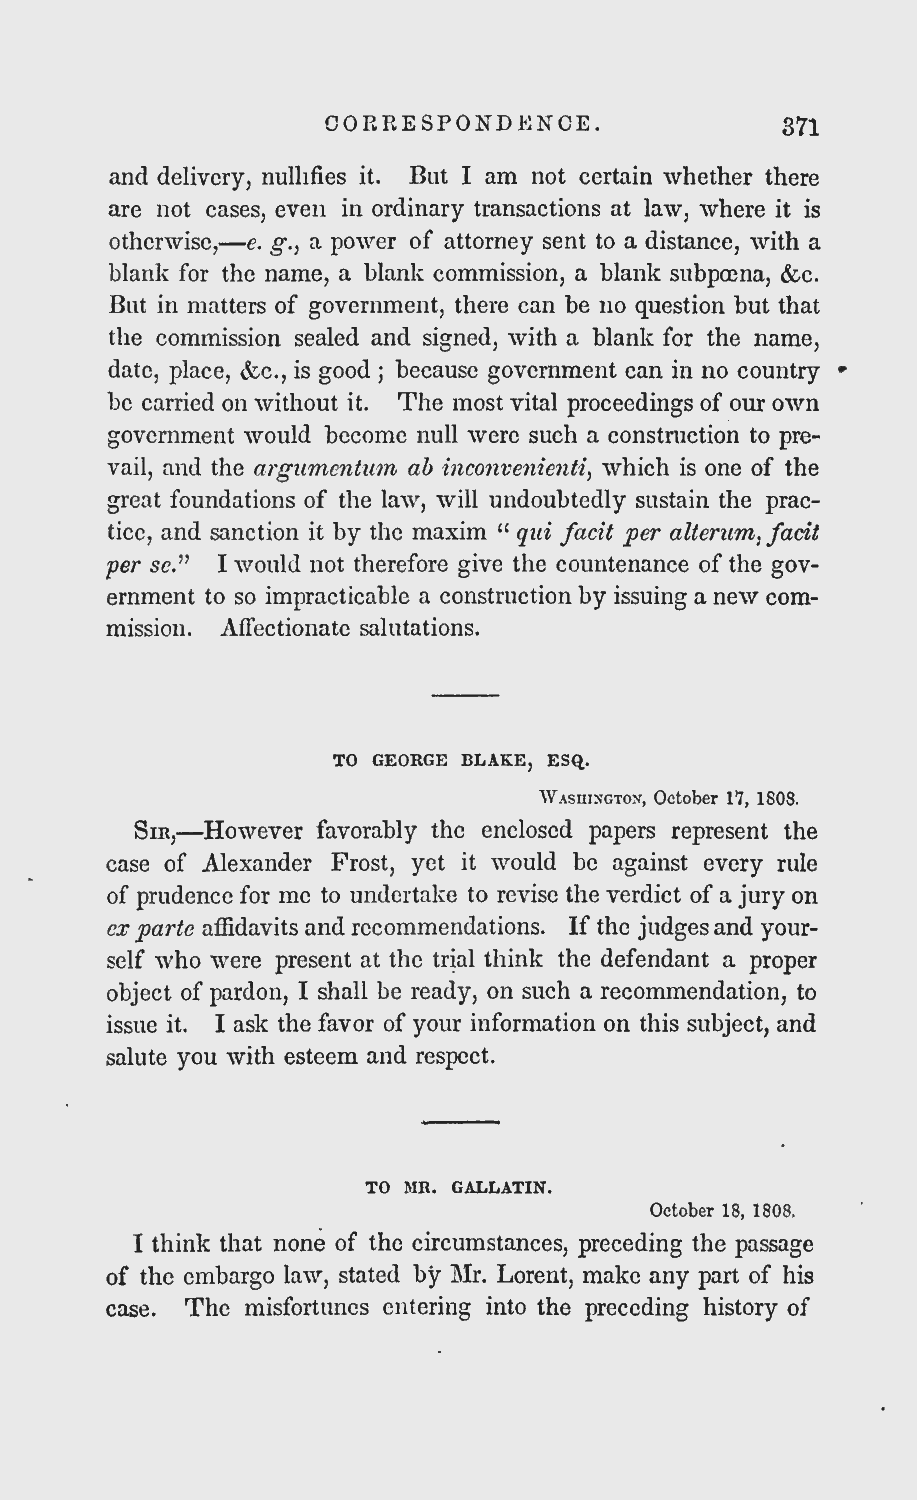 CORRESPONDENCE. 371
and delivery, nullifies it. But I am not certain whether there
are not cases, even in ordinary transactions at law, where it is
otherwise,—e. g., a power of attorney sent to a distance, with a
blank for the name, a blank commission, a blank subpœna, &c.
But in matters of government, there can be no question but that
the commission sealed and signed, with a blank for the name,
date, place, &c., is good ; because government can in no country
be carried on without it. The most vital proceedings of our own
government would become null were such a construction to pre-
vail, and the argumentum ab inconvenienti, which is one of the
great foundations of the law, will undoubtedly sustain the prac-
tice, and sanction it by the maxim “ qui facit per alterum, facit
per se.” I would not therefore give the countenance of the gov-
ernment to so impracticable a construction by issuing a new com-
mission. Affectionate salutations.
TO GEORGE BLAKE, ESQ.
Washington, October 17, 1808.
Sir,—However favorably the enclosed papers represent the
case of Alexander Frost, yet it would be against every rule
of prudence for me to undertake to revise the verdict of a jury on
ex parte affidavits and recommendations. If the judges and your-
self who were present at the trial think the defendant a proper
object of pardon, I shall be ready, on such a recommendation, to
issue it. I ask the favor of your information on this subject, and
salute you with esteem and respect.
TO MR. GALLATIN.
October 18, 1808.
I think that none of the circumstances, preceding the passage
of the embargo law, stated by Mr. Lorent, make any part of his
case. The misfortunes entering into the preceding history of